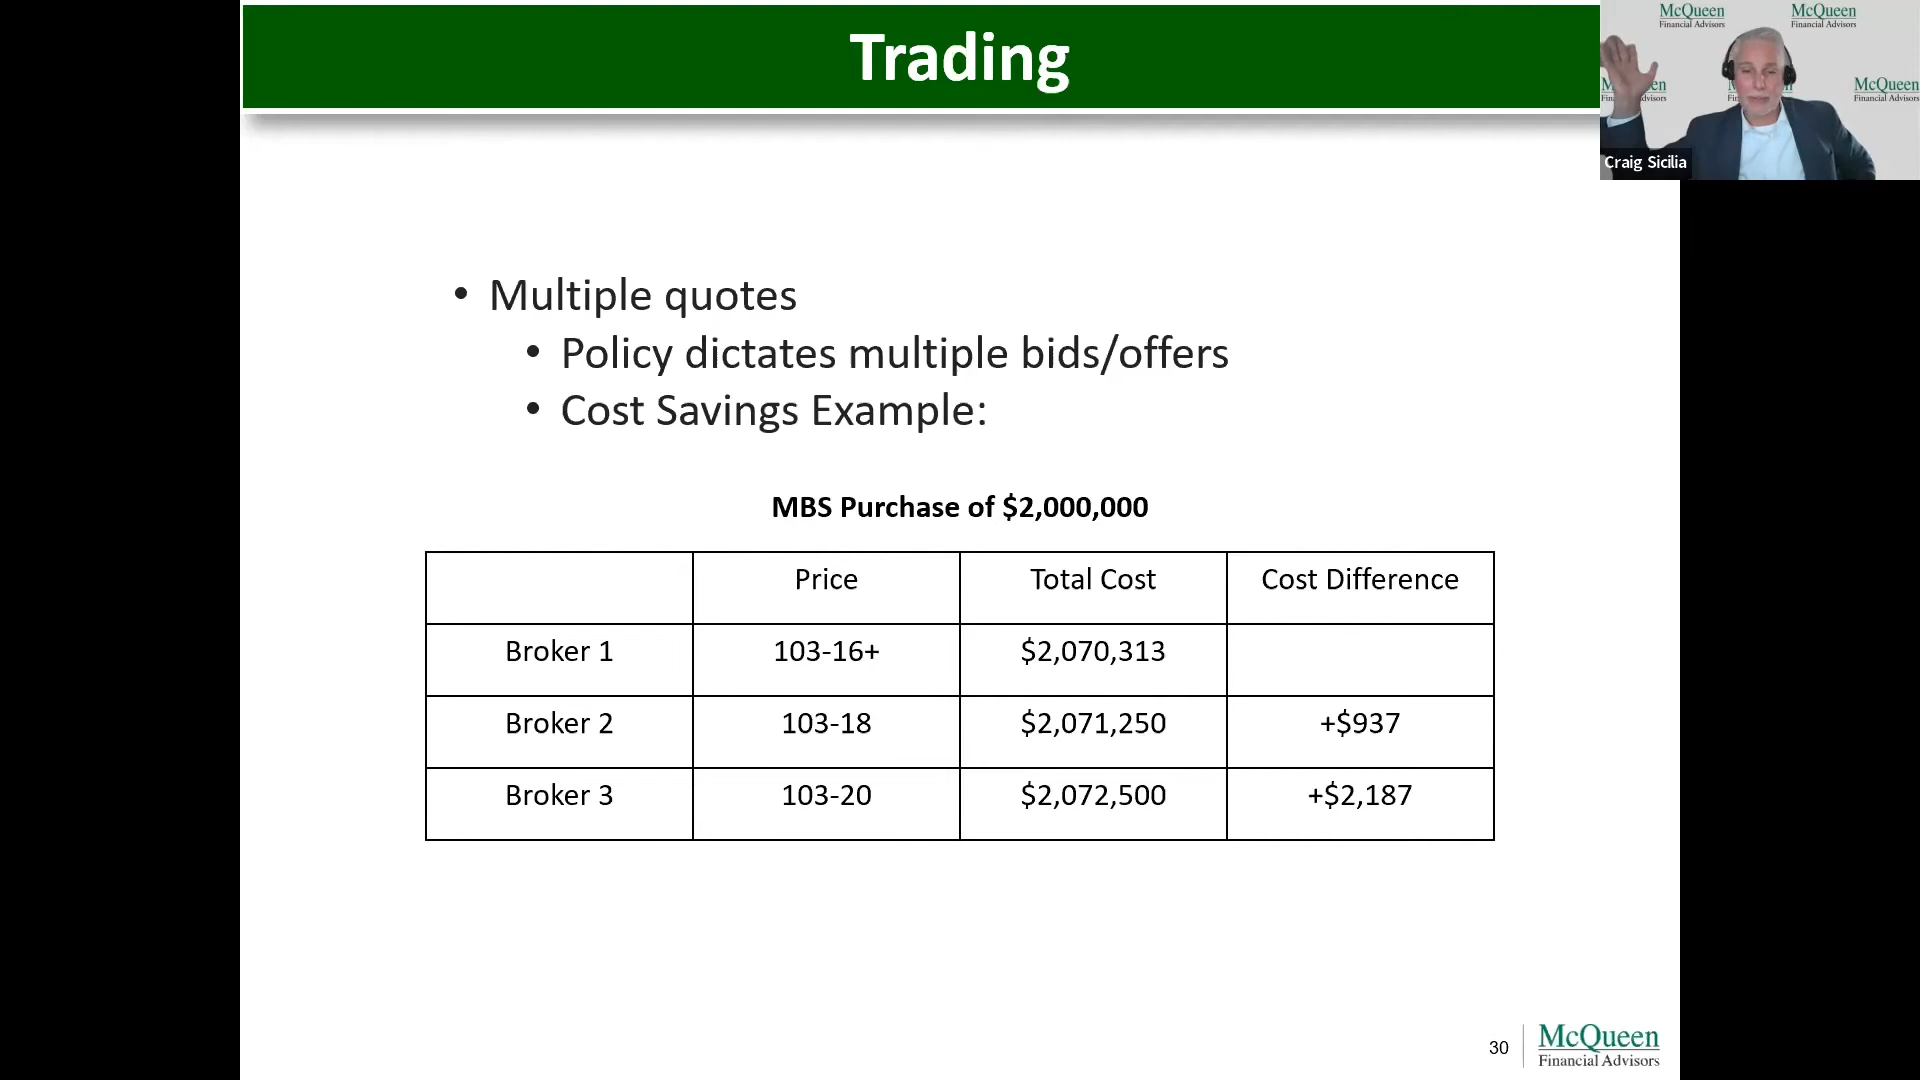 Trading
McQueen
Financial Advisors
McQueen
Financial Advisors
McQueen
Financial Advisors
Craig Sicilia
• Multiple quotes
• Policy dictates multiple bids/offers
• Cost Savings Example:
MBS Purchase of $2,000,000
Price Total Cost Cost Difference
Broker 1 103-16+ $2,070,313
Broker 2 103-18 $2,071,250 +$937
Broker 3 103-20 $2,072,500 +$2,187
30
McQueen
Financial Advisors